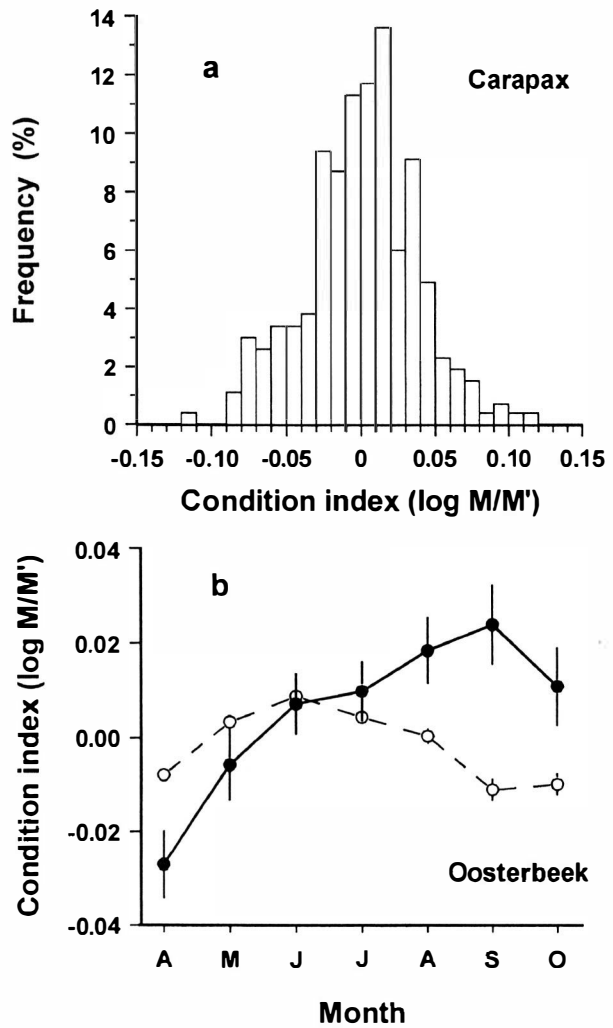 14
a
Carapax
12
10
8
6
4
2
0
Frequency (%)
-0.15 -0.10 -0.05 0 0.05 0.10 0.15
Condition index (log M/M')
0.04
b
0.02
0.00
-0.02
-0.04
Condition index (log M/M')
Oosterbeek
A M J J A S O
Month